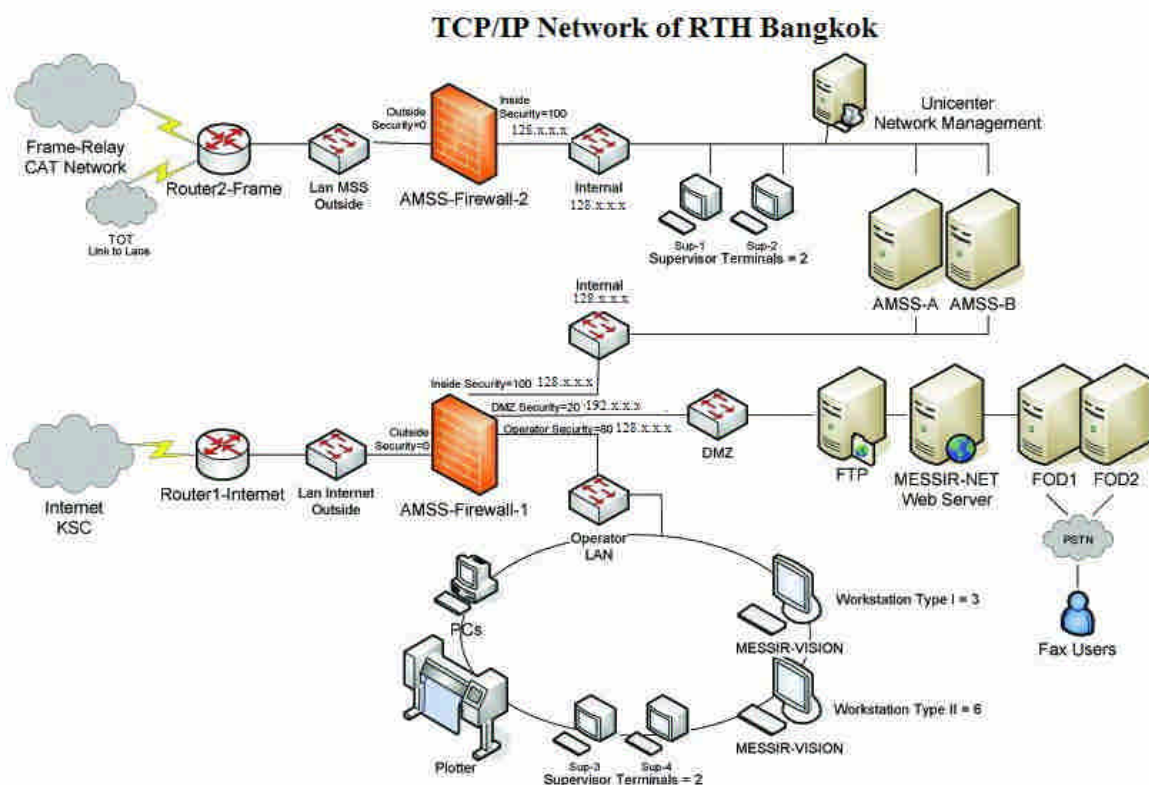 TCP/IP Network of RTH Bangkok
Frame-Relay
CAT Network
TOT
Link to Laos
Router2-Frame
Lan MSS
Outside
Outside
Security=0
AMSS-Firewall-2
Inside
Security=100
128.x.x.x
Internal
128.x.x.x
Unicenter
Network Management
Sup-1
Sup-2
Supervisor Terminals = 2
AMSS-A
AMSS-B
Internal
128.x.x.x
Inside Security=100 128.x.x.x
DMZ Security=20 192.x.x.x
Operator Security=80 128.x.x.x
Outside
Security=0
Internet
KSC
Router1-Internet
Lan Internet
Outside
AMSS-Firewall-1
DMZ
FTP
MESSIR-NET
Web Server
FOD1
FOD2
PSTN
Fax Users
Operator
LAN
PCs
Workstation Type I = 3
MESSIR-VISION
Workstation Type II = 6
MESSIR-VISION
Plotter
Sup-3
Sup-4
Supervisor Terminals = 2